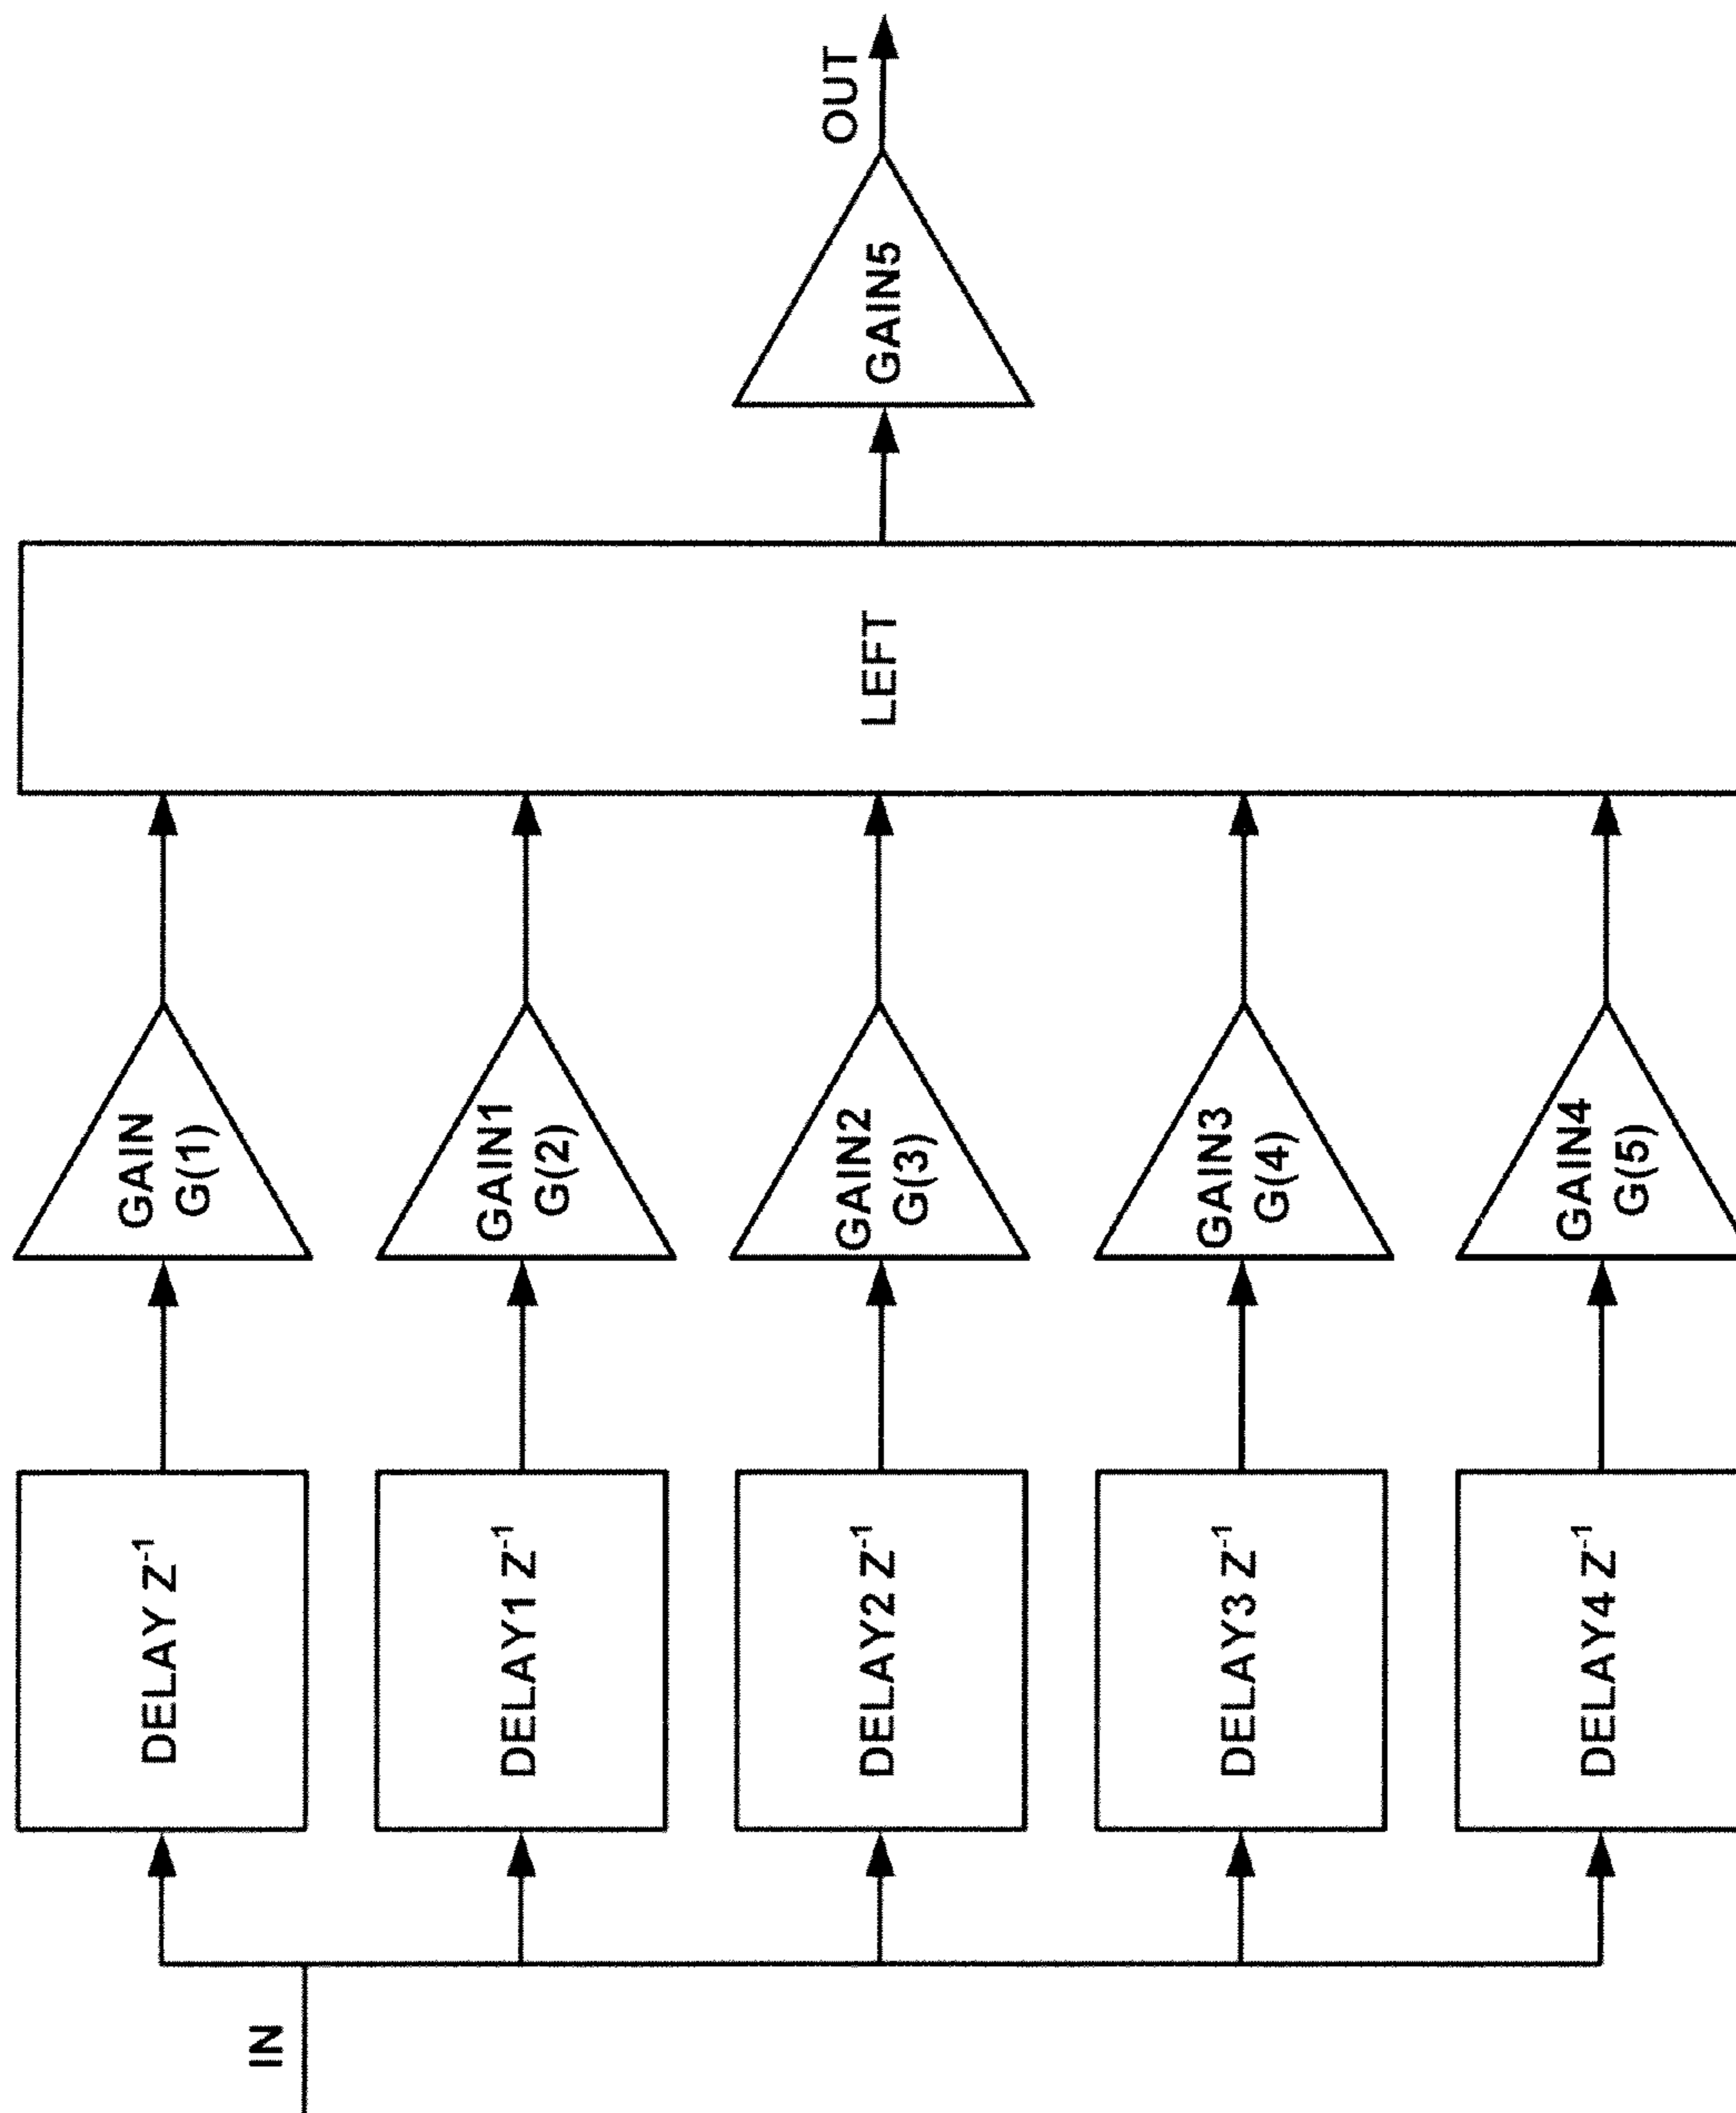 IN
DELAY Z⁻¹
DELAY1 Z⁻¹
DELAY2 Z⁻¹
DELAY3 Z⁻¹
DELAY4 Z⁻¹
GAIN
G(1)
GAIN1
G(2)
GAIN2
G(3)
GAIN3
G(4)
GAIN4
G(5)
LEFT
GAIN5
OUT